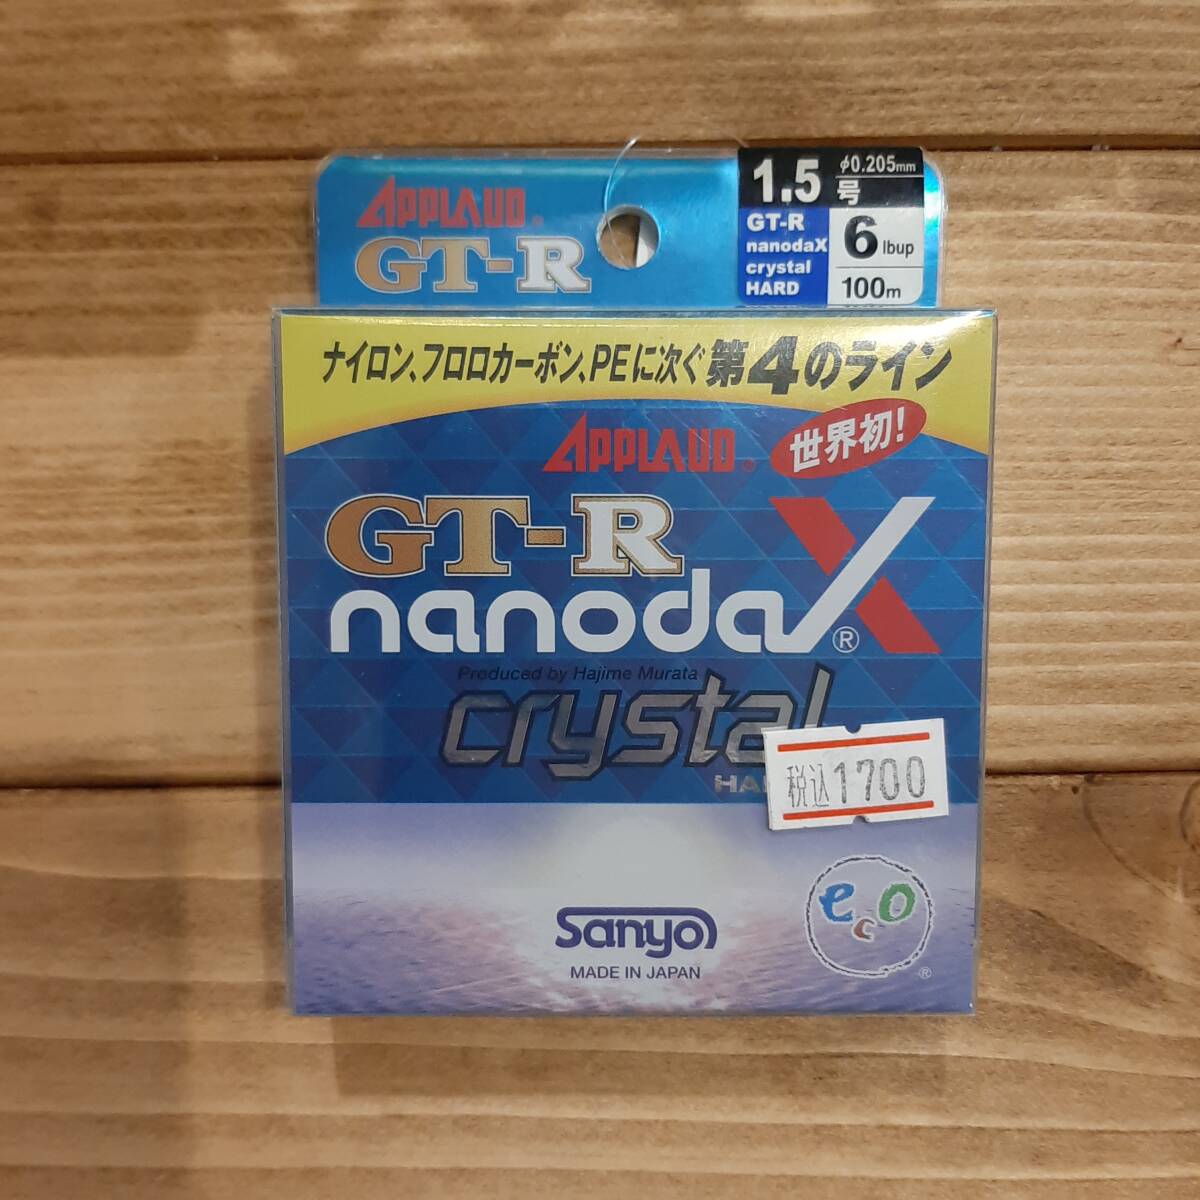 APPLAUD®
GT-R
1.5号
φ0.205mm
GT-R
nanodaX
crystal
HARD
6lbup
100m
ナイロン、フロロカーボン、PEに次ぐ第4のライン
APPLAUD®
世界初!
GT-R
nanodaX®
Produced by Hajime Murata
crystal
税込1700
Sanyo
MADE IN JAPAN
eco
®